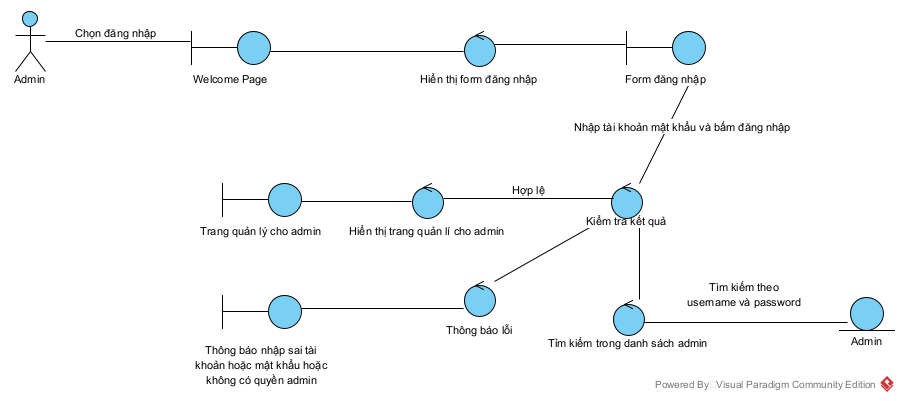 Chọn đăng nhập
Admin
Welcome Page
Hiển thị form đăng nhập
Form đăng nhập
Nhập tài khoản mật khẩu và bấm đăng nhập
Hợp lệ
Trang quản lý cho admin
Hiển thị trang quản lí cho admin
Kiểm tra kết quả
Tìm kiếm theo
username và password
Thông báo lỗi
Tìm kiếm trong danh sách admin
Admin
Thông báo nhập sai tài
khoản hoặc mật khẩu hoặc
không có quyền admin
Powered By Visual Paradigm Community Edition